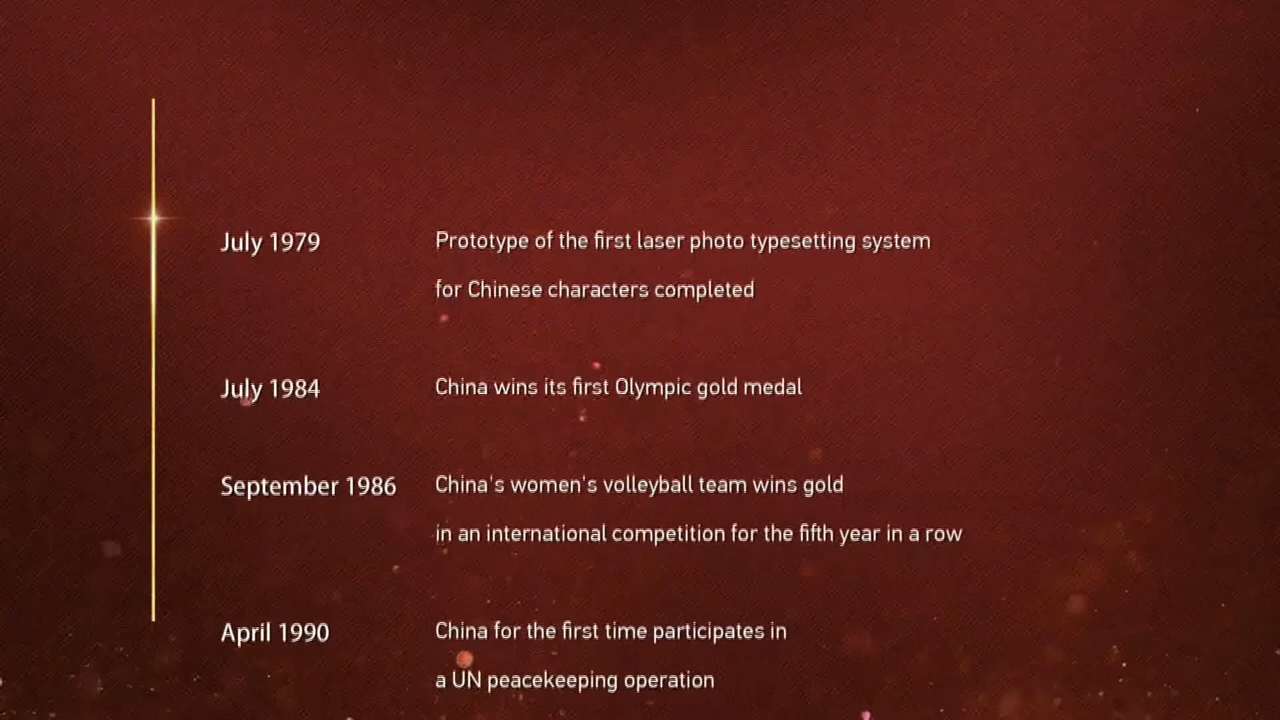 July 1979 Prototype of the first laser photo typesetting system
for Chinese characters completed
July 1984 China wins its first Olympic gold medal
September 1986 China's women's volleyball team wins gold
in an international competition for the fifth year in a row
April 1990 China for the first time participates in
a UN peacekeeping operation